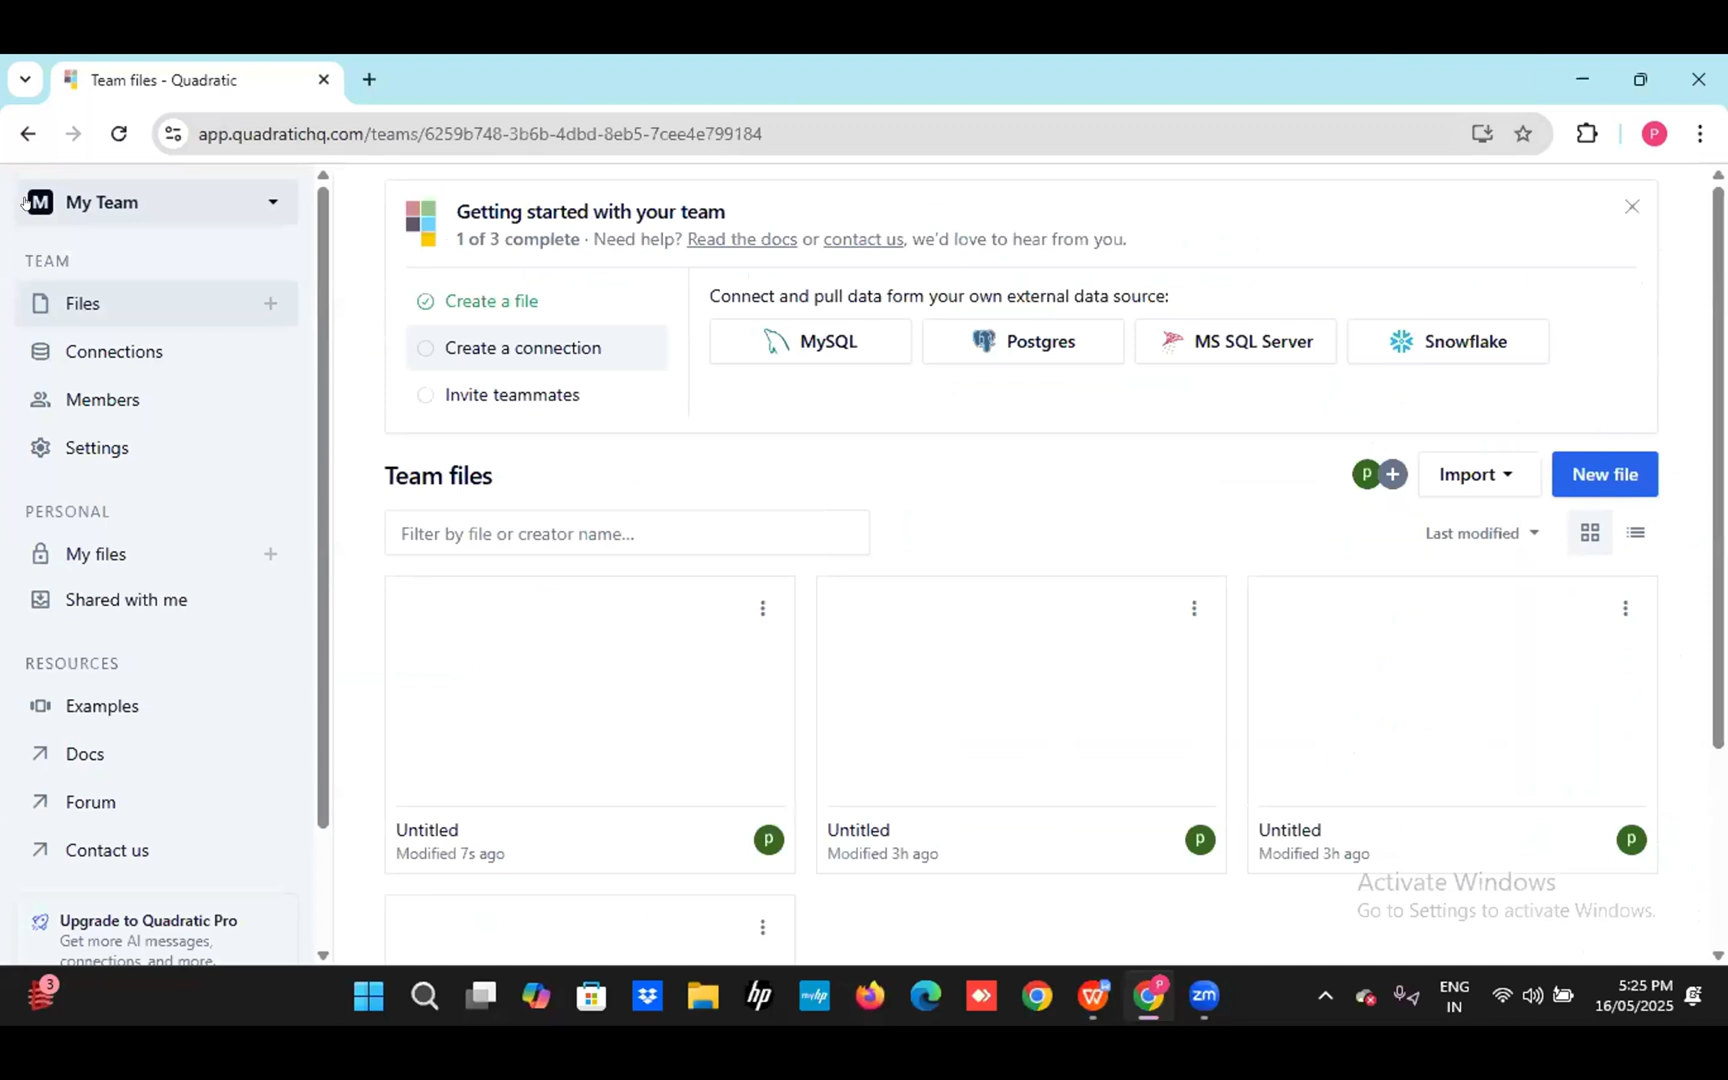 Team files - Quadratic
app.quadratichq.com/teams/6259b748-3b6b-4dbd-8eb5-7cee4e799184
P
M My Team
TEAM
Files
Connections
Members
Settings
PERSONAL
My files
Shared with me
RESOURCES
Examples
Docs
Forum
Contact us
Upgrade to Quadratic Pro
Get more AI messages,
connections, and more.
Getting started with your team
1 of 3 complete · Need help? Read the docs or contact us, we'd love to hear from you.
Create a file
Create a connection
Invite teammates
Connect and pull data form your own external data source:
MySQL
Postgres
MS SQL Server
Snowflake
Team files
P
Import
New file
Filter by file or creator name...
Last modified
Untitled
Modified 7s ago
P
Untitled
Modified 3h ago
P
Untitled
Modified 3h ago
P
Activate Windows
Go to Settings to activate Windows.
3
hp
myhp
W
P
zm
ENG
IN
5:25 PM
16/05/2025